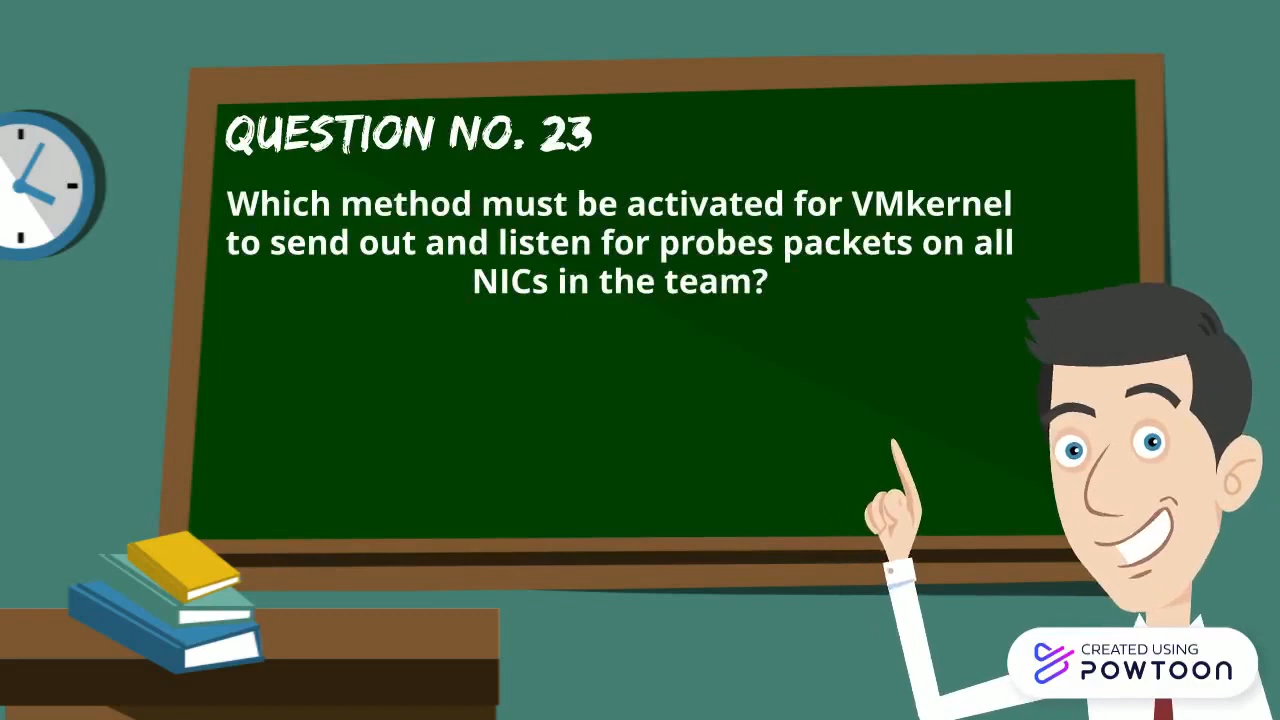 QUESTION NO. 23
Which method must be activated for VMkernel
to send out and listen for probes packets on all
NICs in the team?
CREATED USING
POWTOON